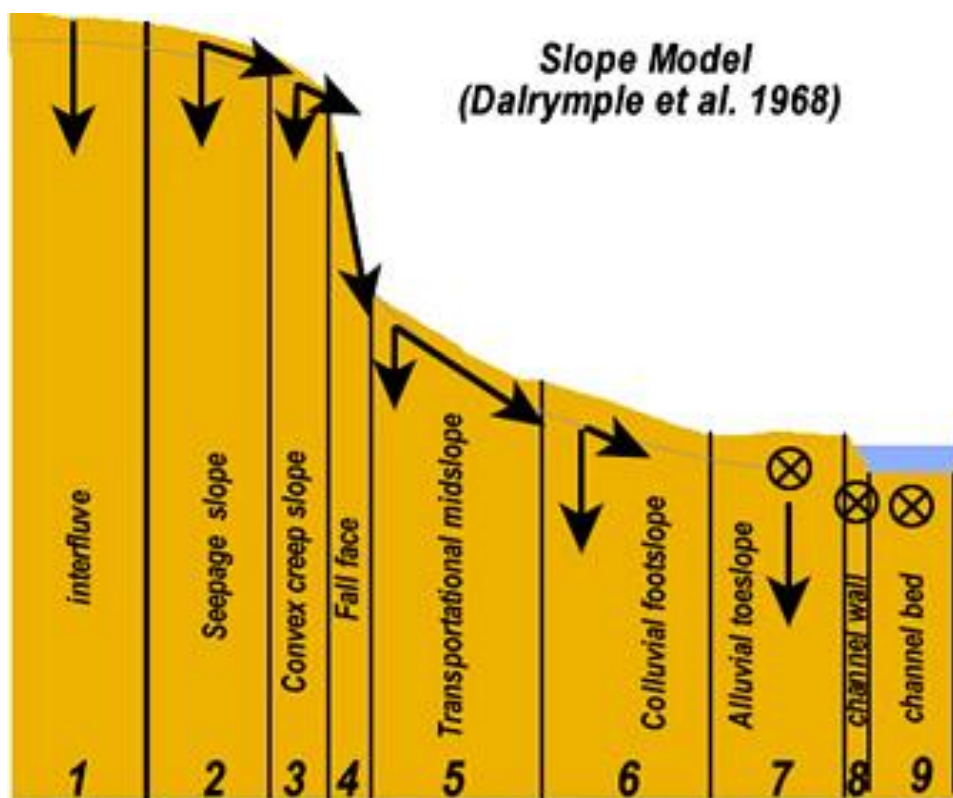 Slope Model
(Dalrymple et al. 1968)
interfluve
Seepage slope
Convex creep slope
Fall face
Transportational midslope
Colluvial footslope
Alluvial toeslope
channel wall
channel bed
1
2
3
4
5
6
7
8
9